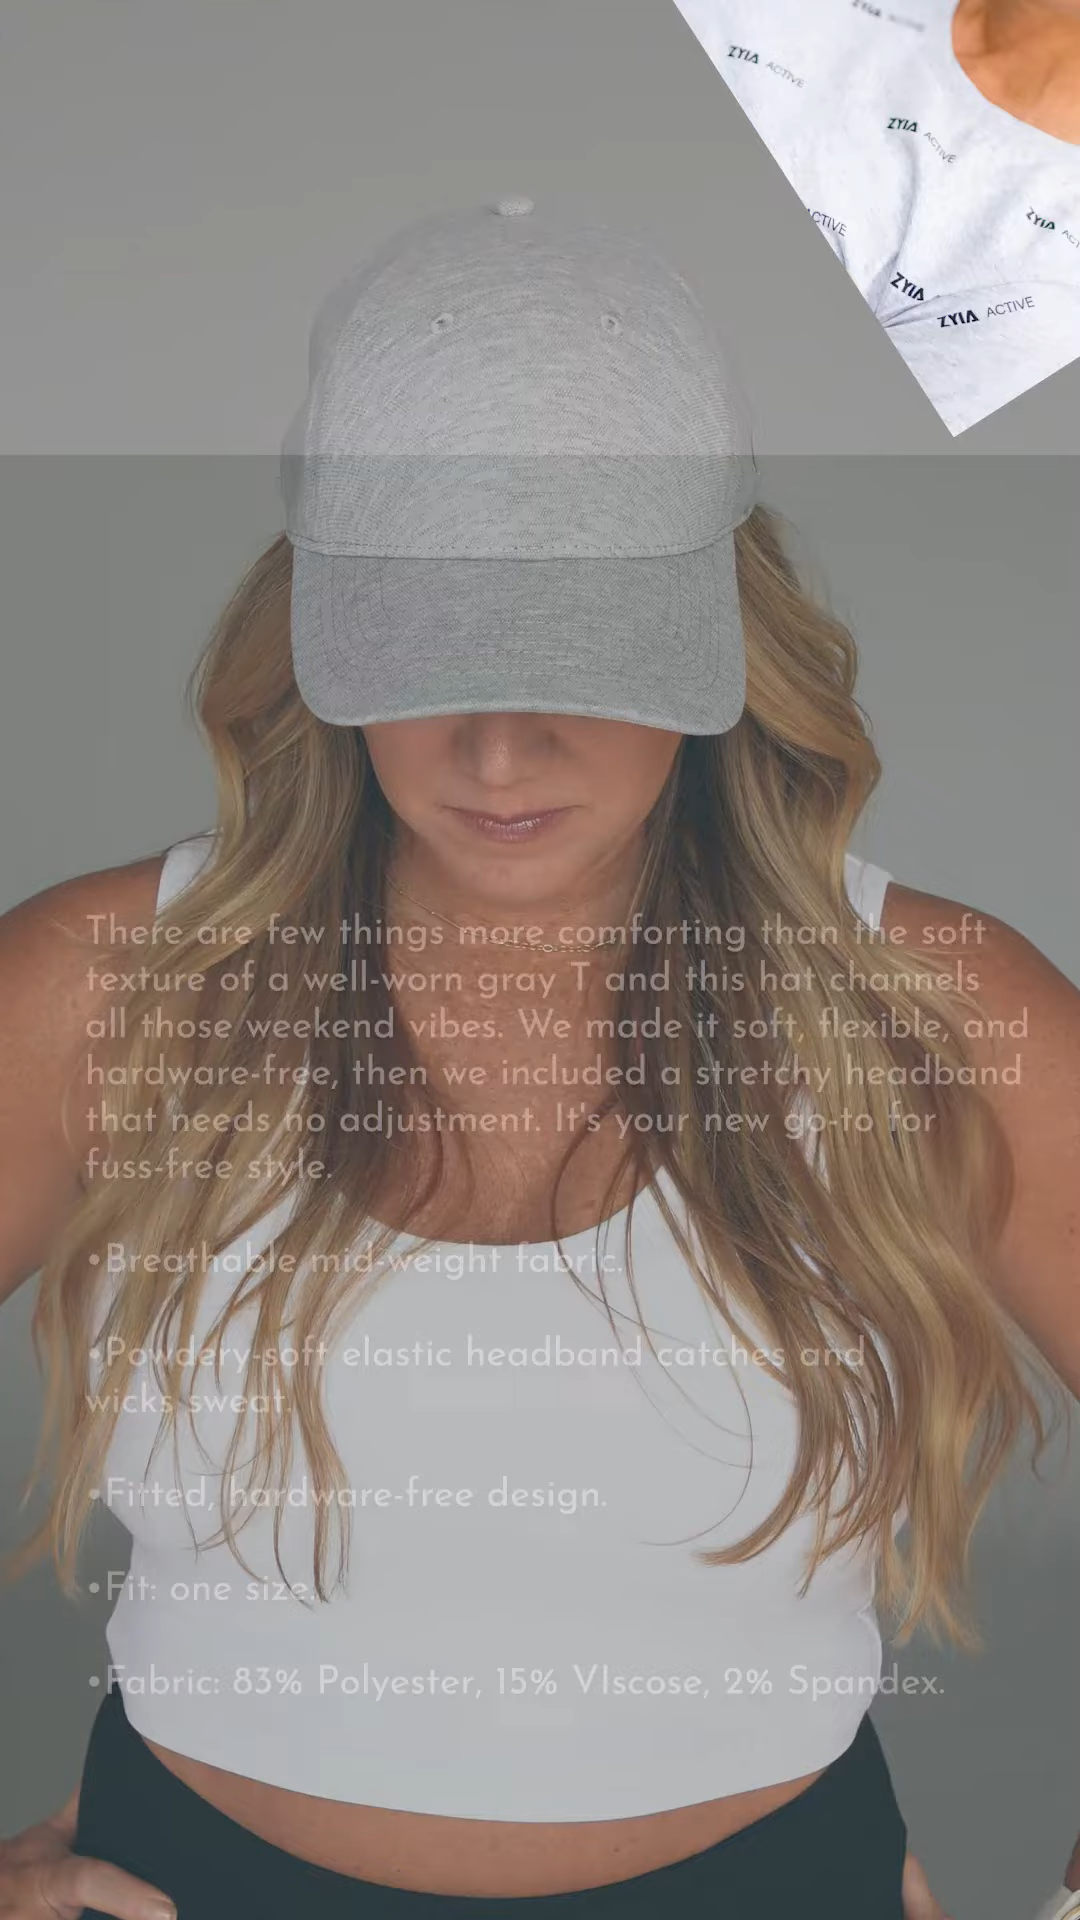 ZYIA
ZYIA ACTIVE
ZYIA ACTIVE
ACTIVE
ZYIA
ZYIA
ZYIA ACTIVE
There are few things more comforting than the soft
texture of a well-worn gray T and this hat channels
all those weekend vibes. We made it soft, flexible, and
hardware-free, then we included a stretchy headband
that needs no adjustment. It's your new go-to for
fuss-free style.
•Breathable mid-weight fabric.
•Powdery-soft elastic headband catches and
wicks sweat.
•Fitted, hardware-free design.
•Fit: one size.
•Fabric: 83% Polyester, 15% VIscose, 2% Spandex.